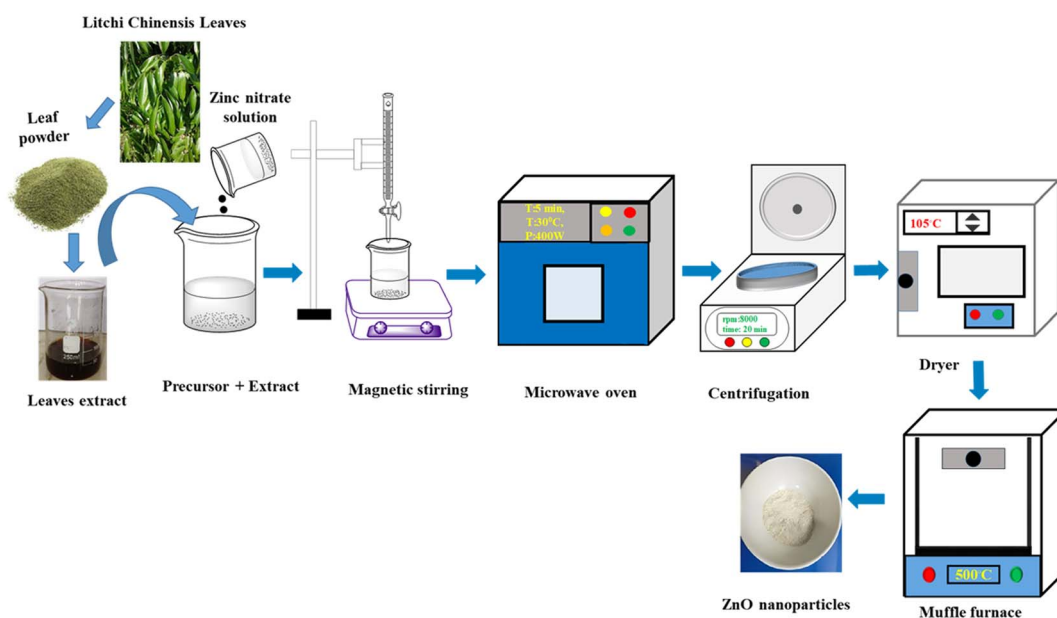 Litchi Chinensis Leaves
Zinc nitrate
solution
Leaf
powder
250ml
Leaves extract
Precursor + Extract
Magnetic stirring
T:5 min,
T:30°C,
P:400W
Microwave oven
rpm:8000
time: 20 min
Centrifugation
105°C
Dryer
500°C
Muffle furnace
ZnO nanoparticles